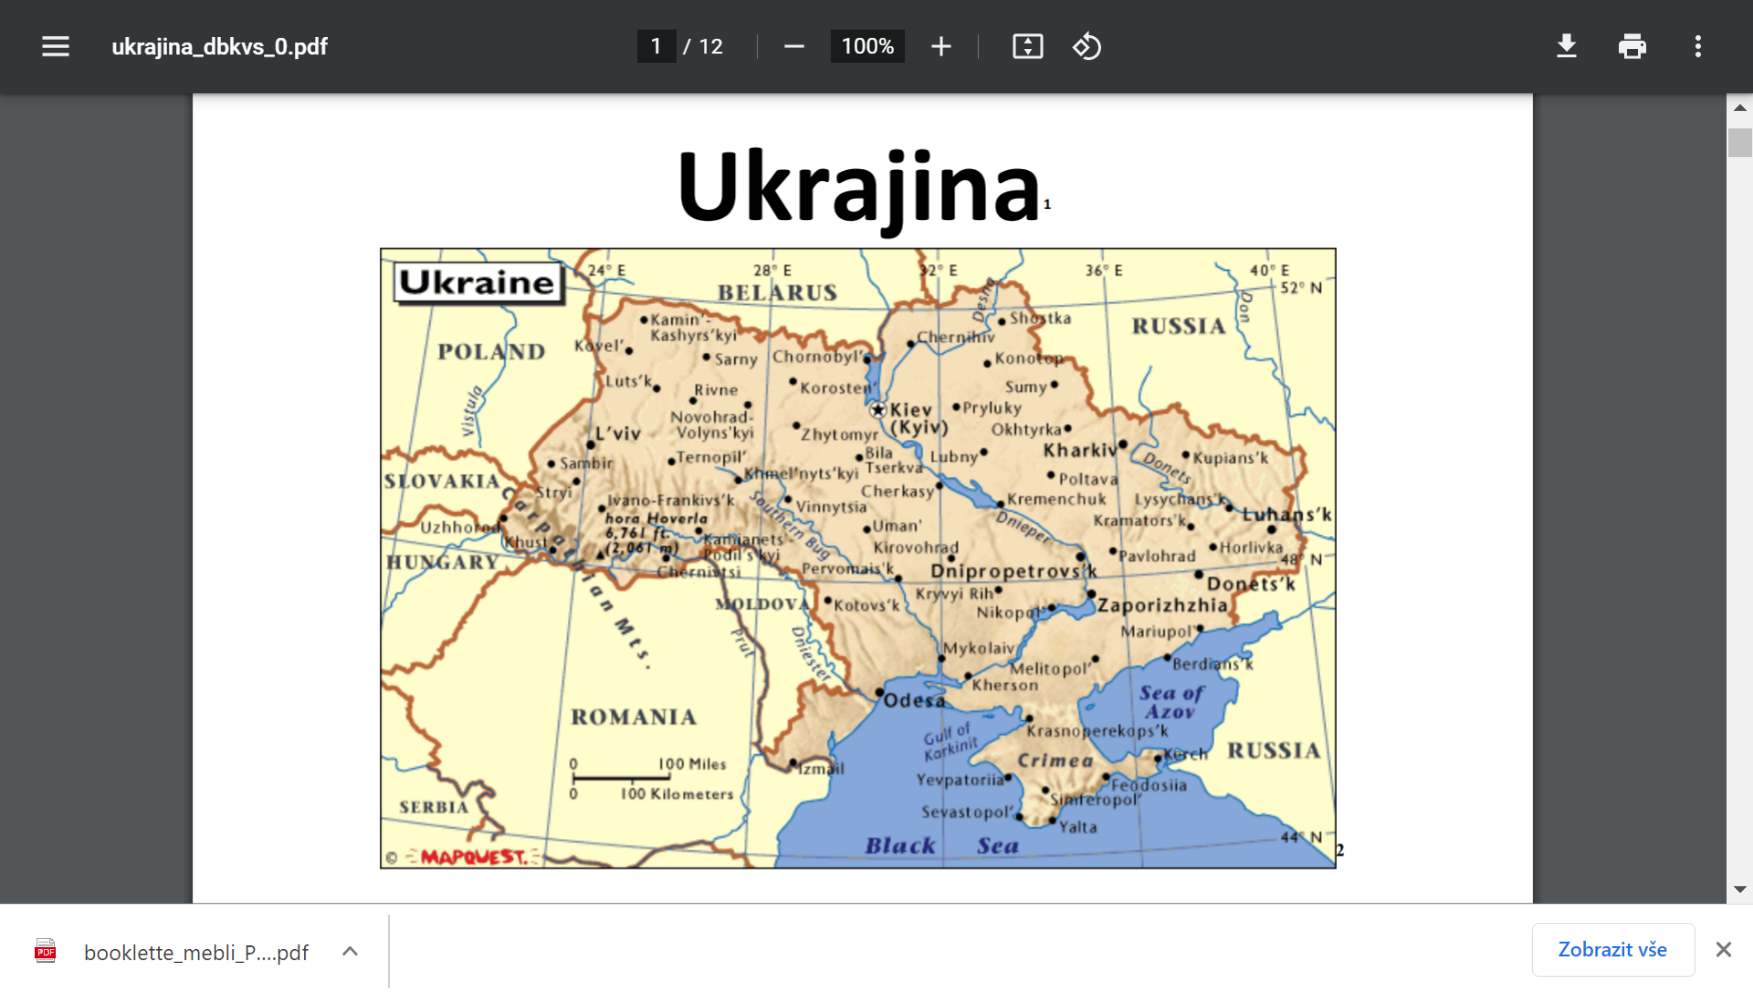 ukrajina_dbkvs_0.pdf
1 / 12
100%
Ukrajina1
Ukraine
24° E
28° E
32° E
36° E
40° E
52° N
BELARUS
Desna
Don
RUSSIA
POLAND
Kamin'-
Kashyrs'kyi
Shostka
Kovel'
Sarny
Chornobyl'
Chernihiv
Konotop
Luts'k
Rivne
Korosten'
Sumy
Vistula
Novohrad-
Volyns'kyi
Kiev
(Kyiv)
Pryluky
L'viv
Zhytomyr
Okhtyrka
Kharkiv
Sambir
Ternopil'
Bila
Tserkva
Lubny
Donets
Kupians'k
SLOVAKIA
Khmel'nyts'kyi
Poltava
Stryi
Cherkasy
Ivano-Frankivs'k
Vinnytsia
Kremenchuk
Lysychans'k
Carpathian Mts.
hora Hoverla
6,761 ft.
(2,061 m)
Southern Bug
Uman'
Dnieper
Kramators'k
Luhans'k
Uzhhorod
Khust
Kamianets'-
Podil's'kyi
Kirovohrad
Pavlohrad
Horlivka
48° N
HUNGARY
Chernivtsi
Pervomais'k
Dnipropetrovs'k
Donets'k
MOLDOVA
Kotovs'k
Kryvyi Rih
Nikopol'
Zaporizhzhia
Prut
Dniester
Mariupol'
Mykolaiv
Melitopol'
Berdians'k
Kherson
Odesa
Sea of
Azov
ROMANIA
Gulf of
Karkinit
Krasnoperekops'k
RUSSIA
0 100 Miles
0 100 Kilometers
Izmail
Crimea
Kerch
Yevpatoriia
Feodosiia
SERBIA
Simferopol'
Sevastopol'
Yalta
Black Sea
44° N
© MAPQUEST.
2
booklette_mebli_P....pdf
Zobrazit vše